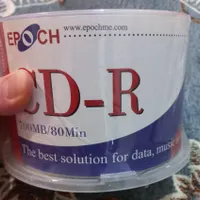 EPOCH
www.epochme.com
CD-R
700MB/80Min
The best solution for data, music